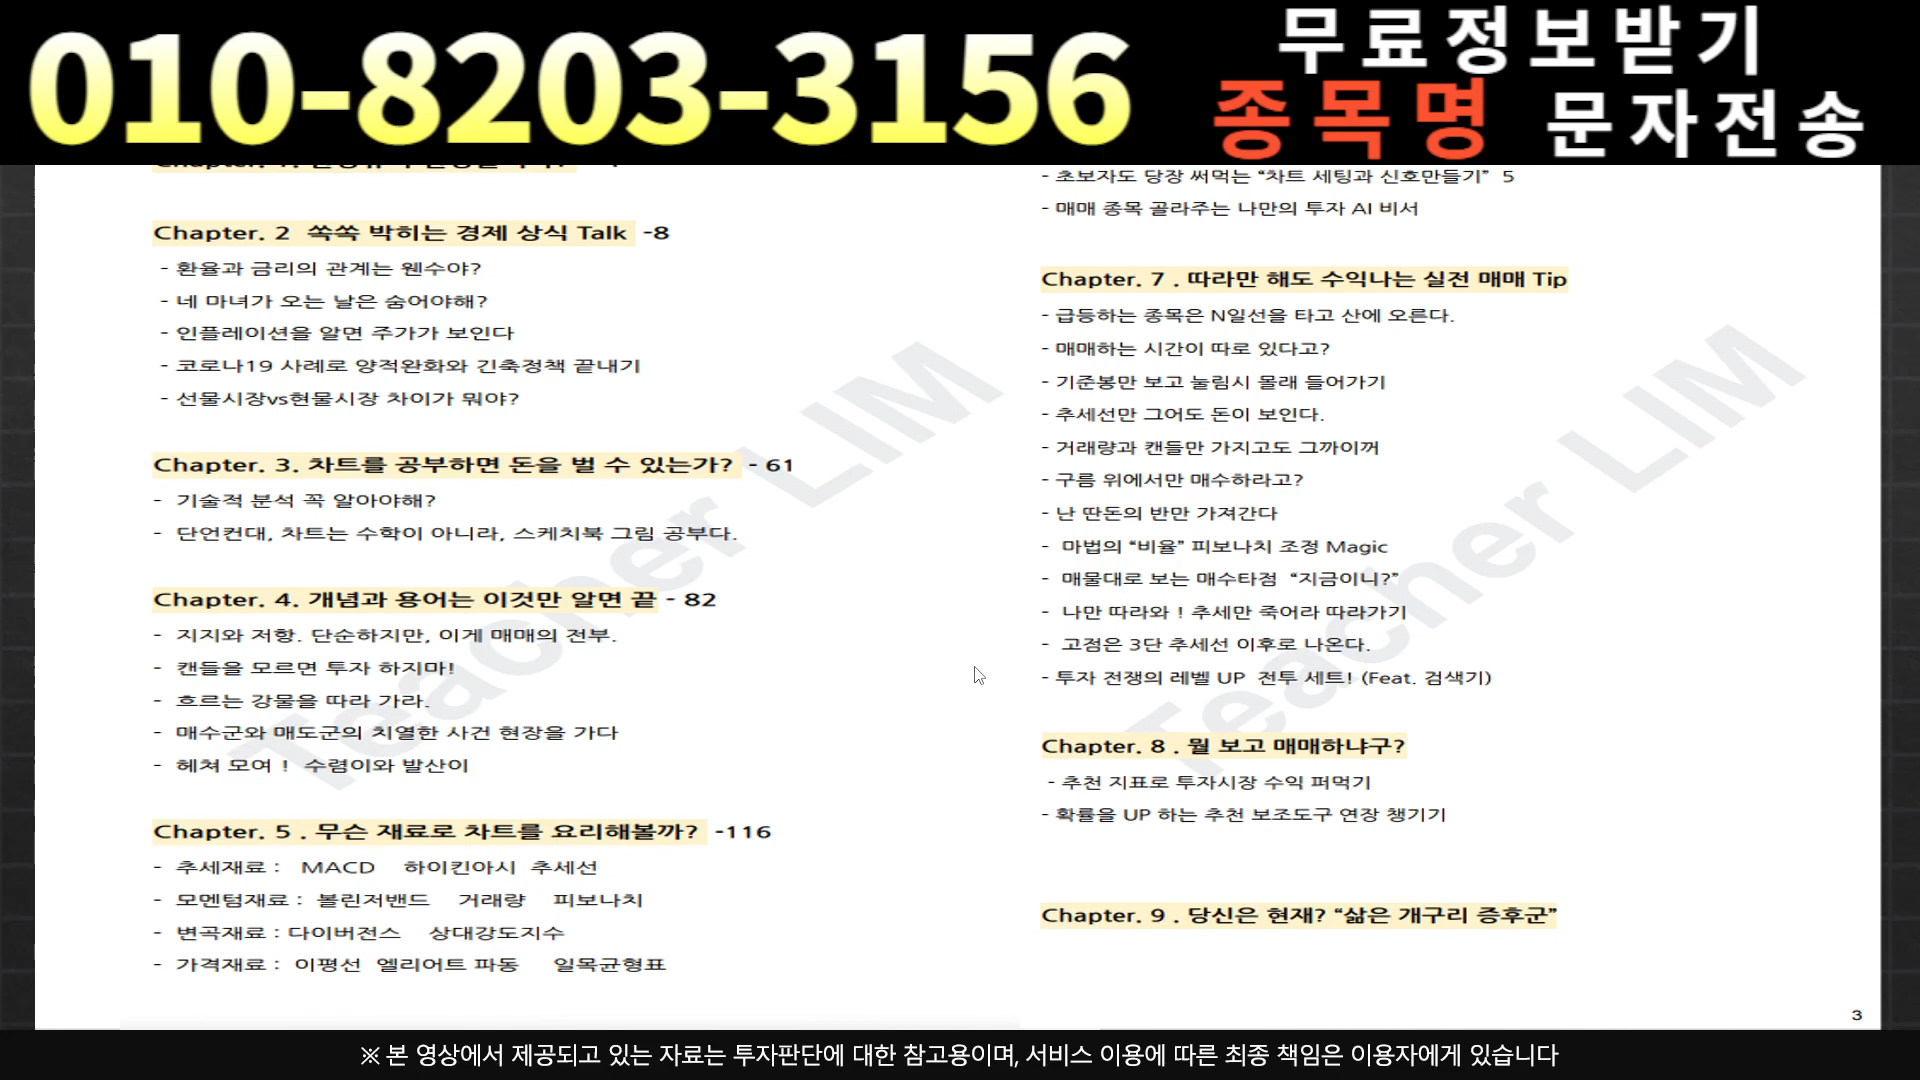 010-8203-3156
무료정보받기
종목명 문자전송
Chapter. 2 쏙쏙 박히는 경제 상식 Talk -8
- 환율과 금리의 관계는 웬수야?
- 네 마녀가 오는 날은 숨어야해?
- 인플레이션을 알면 주가가 보인다
- 코로나19 사례로 양적완화와 긴축정책 끝내기
- 선물시장vs현물시장 차이가 뭐야?
Chapter. 3. 차트를 공부하면 돈을 벌 수 있는가? - 61
- 기술적 분석 꼭 알아야해?
- 단언컨대, 차트는 수학이 아니라, 스케치북 그림 공부다.
Chapter. 4. 개념과 용어는 이것만 알면 끝 - 82
- 지지와 저항. 단순하지만, 이게 매매의 전부.
- 캔들을 모르면 투자 하지마!
- 흐르는 강물을 따라 가라.
- 매수군와 매도군의 치열한 사건 현장을 가다
- 헤쳐 모여 ! 수렴이와 발산이
Chapter. 5 . 무슨 재료로 차트를 요리해볼까? -116
- 추세재료 : MACD 하이킨아시 추세선
- 모멘텀재료 : 볼린저밴드 거래량 피보나치
- 변곡재료 : 다이버전스 상대강도지수
- 가격재료 : 이평선 엘리어트 파동 일목균형표
- 초보자도 당장 써먹는 “차트 세팅과 신호만들기” 5
- 매매 종목 골라주는 나만의 투자 AI 비서
Chapter. 7 . 따라만 해도 수익나는 실전 매매 Tip
- 급등하는 종목은 N일선을 타고 산에 오른다.
- 매매하는 시간이 따로 있다고?
- 기준봉만 보고 눌림시 몰래 들어가기
- 추세선만 그어도 돈이 보인다.
- 거래량과 캔들만 가지고도 그까이꺼
- 구름 위에서만 매수하라고?
- 난 딴돈의 반만 가져간다
- 마법의 “비율” 피보나치 조정 Magic
- 매물대로 보는 매수타점 “지금이니?”
- 나만 따라와 ! 추세만 죽어라 따라가기
- 고점은 3단 추세선 이후로 나온다.
- 투자 전쟁의 레벨 UP 전투 세트! (Feat. 검색기)
Chapter. 8 . 뭘 보고 매매하냐구?
- 추천 지표로 투자시장 수익 퍼먹기
- 확률을 UP 하는 추천 보조도구 연장 챙기기
Chapter. 9 . 당신은 현재? “삶은 개구리 증후군”
Teacher LIM
Teacher LIM
3
※ 본 영상에서 제공되고 있는 자료는 투자판단에 대한 참고용이며, 서비스 이용에 따른 최종 책임은 이용자에게 있습니다